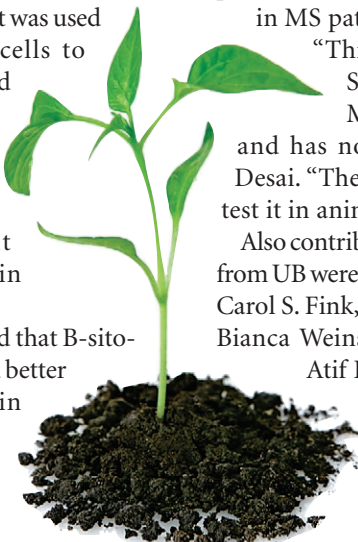 t was used
cells to
d
t
in
d that B-sito-
better
in
in MS pat
"Th
S
M
and has no
Desai. "The
test it in anim
Also contrib
from UB were
Carol S. Fink,
Bianca Weins
Atif